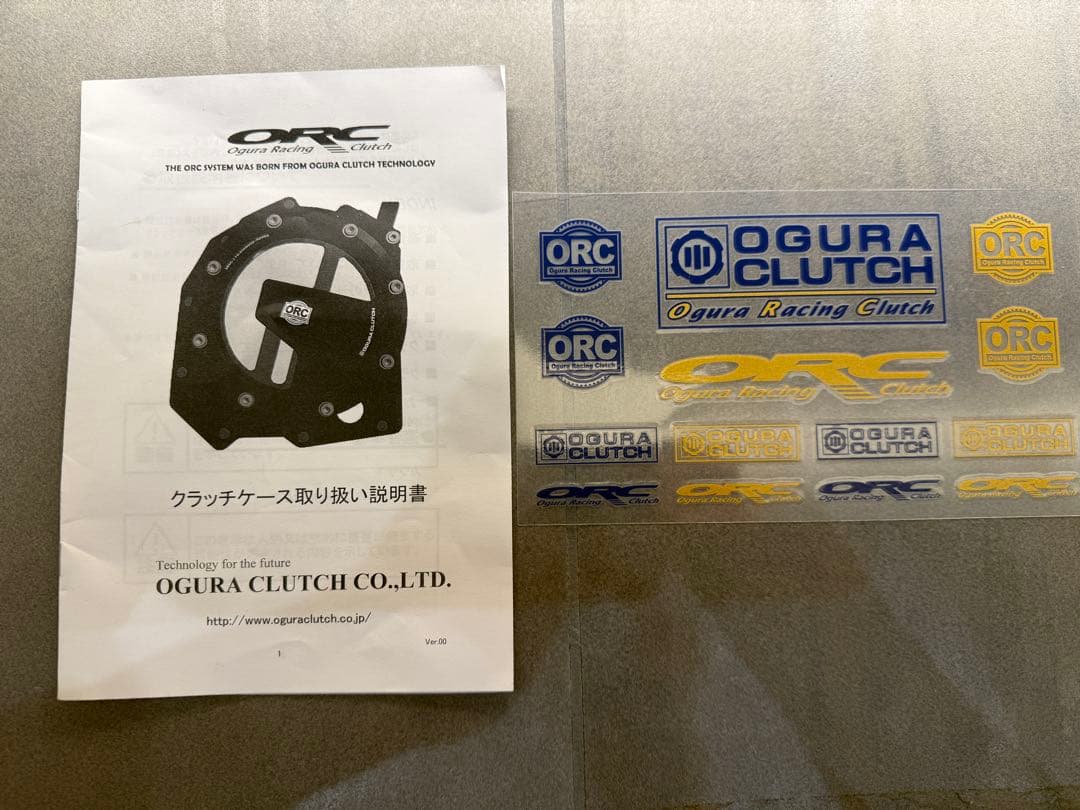 ORC
Ogura Racing Clutch
THE ORC SYSTEM WAS BORN FROM OGURA CLUTCH TECHNOLOGY
ORC
OGURA CLUTCH
クラッチケース取り扱い説明書
Technology for the future
OGURA CLUTCH CO.,LTD.
http://www.oguraclutch.co.jp/
Ver.00
1
ORC
Ogura Racing Clutch
OGURA
CLUTCH
Ogura Racing Clutch
ORC
Ogura Racing Clutch
ORC
Ogura Racing Clutch
ORC
Ogura Racing Clutch
ORC
Ogura Racing Clutch
OGURA
CLUTCH
OGURA
CLUTCH
OGURA
CLUTCH
OGURA
CLUTCH
ORC
Ogura Racing Clutch
ORC
Ogura Racing Clutch
ORC
Ogura Racing Clutch
ORC
Clutch